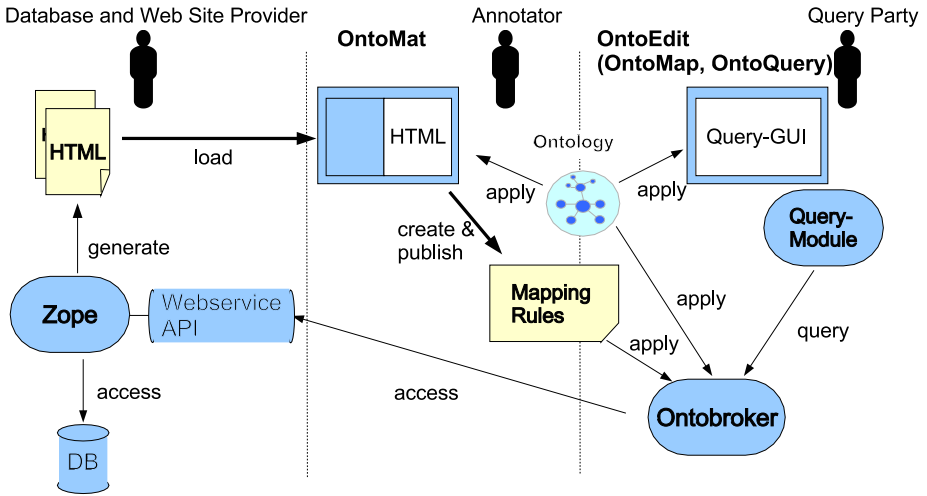 Database and Web Site Provider
Annotator
Query Party
OntoMat
OntoEdit
(OntoMap, OntoQuery)
H
HTML
load
HTML
Ontology
Query-GUI
apply
apply
generate
create &
publish
Query-
Module
Zope
Webservice
API
Mapping
Rules
apply
apply
query
access
access
Ontobroker
DB